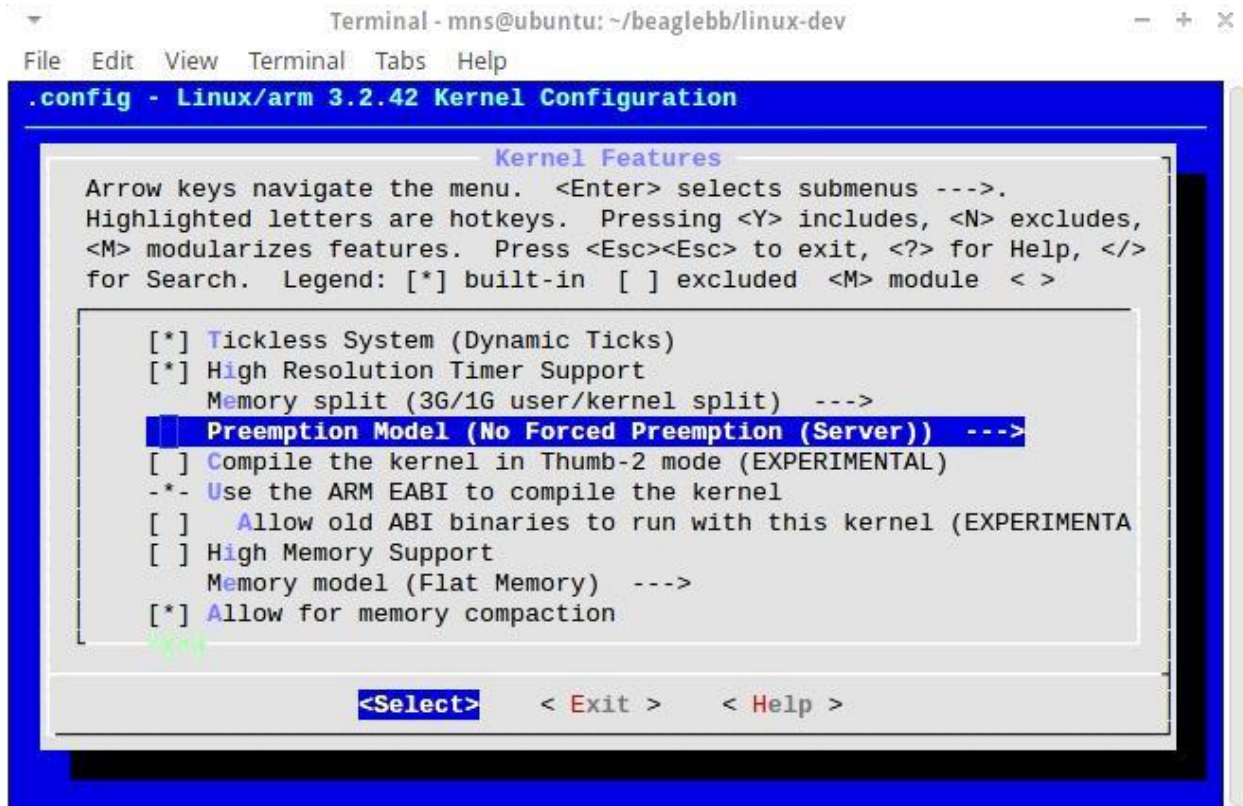 Terminal - mns@ubuntu: ~/beaglebb/linux-dev
File Edit View Terminal Tabs Help
.config - Linux/arm 3.2.42 Kernel Configuration
Kernel Features
Arrow keys navigate the menu. <Enter> selects submenus --->.
Highlighted letters are hotkeys. Pressing <Y> includes, <N> excludes,
<M> modularizes features. Press <Esc><Esc> to exit, <?> for Help, </>
for Search. Legend: [*] built-in [ ] excluded <M> module < >
[*] Tickless System (Dynamic Ticks)
[*] High Resolution Timer Support
Memory split (3G/1G user/kernel split) --->
Preemption Model (No Forced Preemption (Server)) --->
[ ] Compile the kernel in Thumb-2 mode (EXPERIMENTAL)
-*- Use the ARM EABI to compile the kernel
[ ] Allow old ABI binaries to run with this kernel (EXPERIMENTA
[ ] High Memory Support
Memory model (Flat Memory) --->
[*] Allow for memory compaction
<Select> < Exit > < Help >